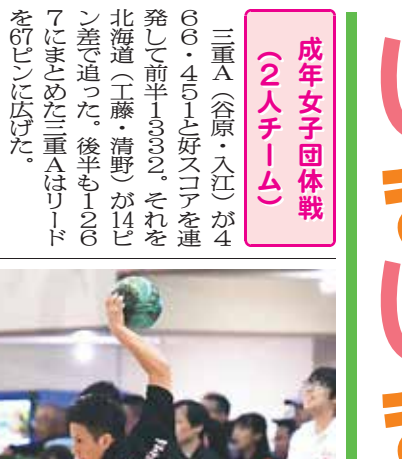 成年女子団体戦
(2人チーム)
三重A(谷原・入江)が4
66・451と好スコアを連
発して前半1332。それを
北海道(工藤・清野)が14ピ
ン差で追った。後半も126
7にまとめた三重Aはリード
を67ピンに広げた。